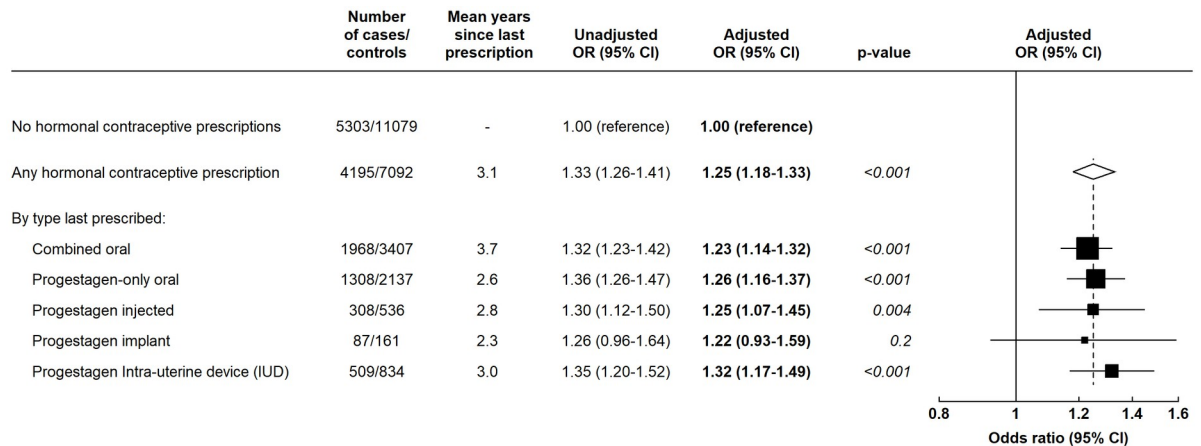 Number of cases/ controls Mean years since last prescription Unadjusted OR (95% CI) Adjusted OR (95% CI) p-value Adjusted OR (95% CI)
No hormonal contraceptive prescriptions 5303/11079 - 1.00 (reference) 1.00 (reference)
Any hormonal contraceptive prescription 4195/7092 3.1 1.33 (1.26-1.41) 1.25 (1.18-1.33) <0.001
By type last prescribed:
Combined oral 1968/3407 3.7 1.32 (1.23-1.42) 1.23 (1.14-1.32) <0.001
Progestagen-only oral 1308/2137 2.6 1.36 (1.26-1.47) 1.26 (1.16-1.37) <0.001
Progestagen injected 308/536 2.8 1.30 (1.12-1.50) 1.25 (1.07-1.45) 0.004
Progestagen implant 87/161 2.3 1.26 (0.96-1.64) 1.22 (0.93-1.59) 0.2
Progestagen Intra-uterine device (IUD) 509/834 3.0 1.35 (1.20-1.52) 1.32 (1.17-1.49) <0.001
0.8 1 1.2 1.4 1.6
Odds ratio (95% CI)